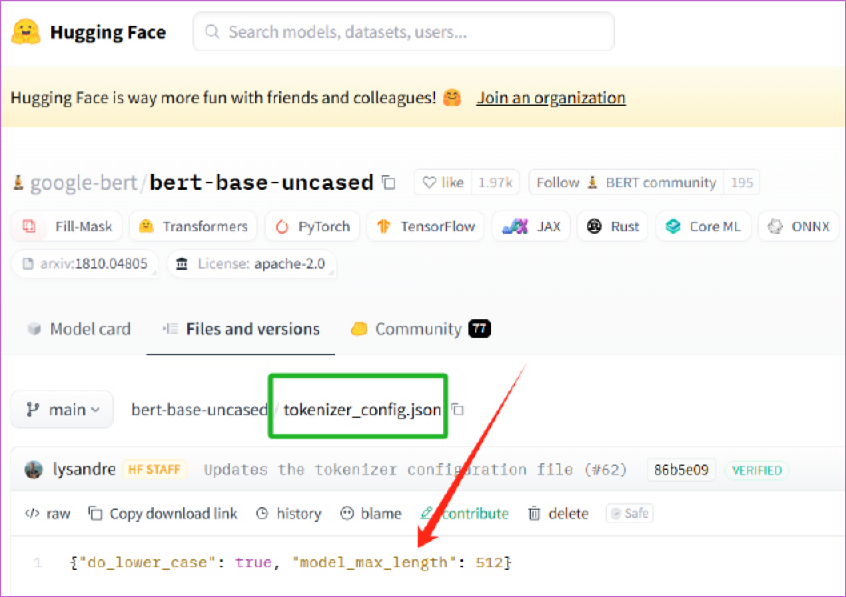 Hugging Face Search models, datasets, users...
Hugging Face is way more fun with friends and colleagues! Join an organization
google-bert/bert-base-uncased like 1.97k Follow BERT community 195
Fill-Mask Transformers PyTorch TensorFlow JAX Rust Core ML ONNX
arxiv:1810.04805 License: apache-2.0
Model card Files and versions Community 77
main bert-base-uncased / tokenizer_config.json
lysandre HF STAFF Updates the tokenizer configuration file (#62) 86b5e09 VERIFIED
</> raw Copy download link history blame contribute delete Safe
1 {"do_lower_case": true, "model_max_length": 512}